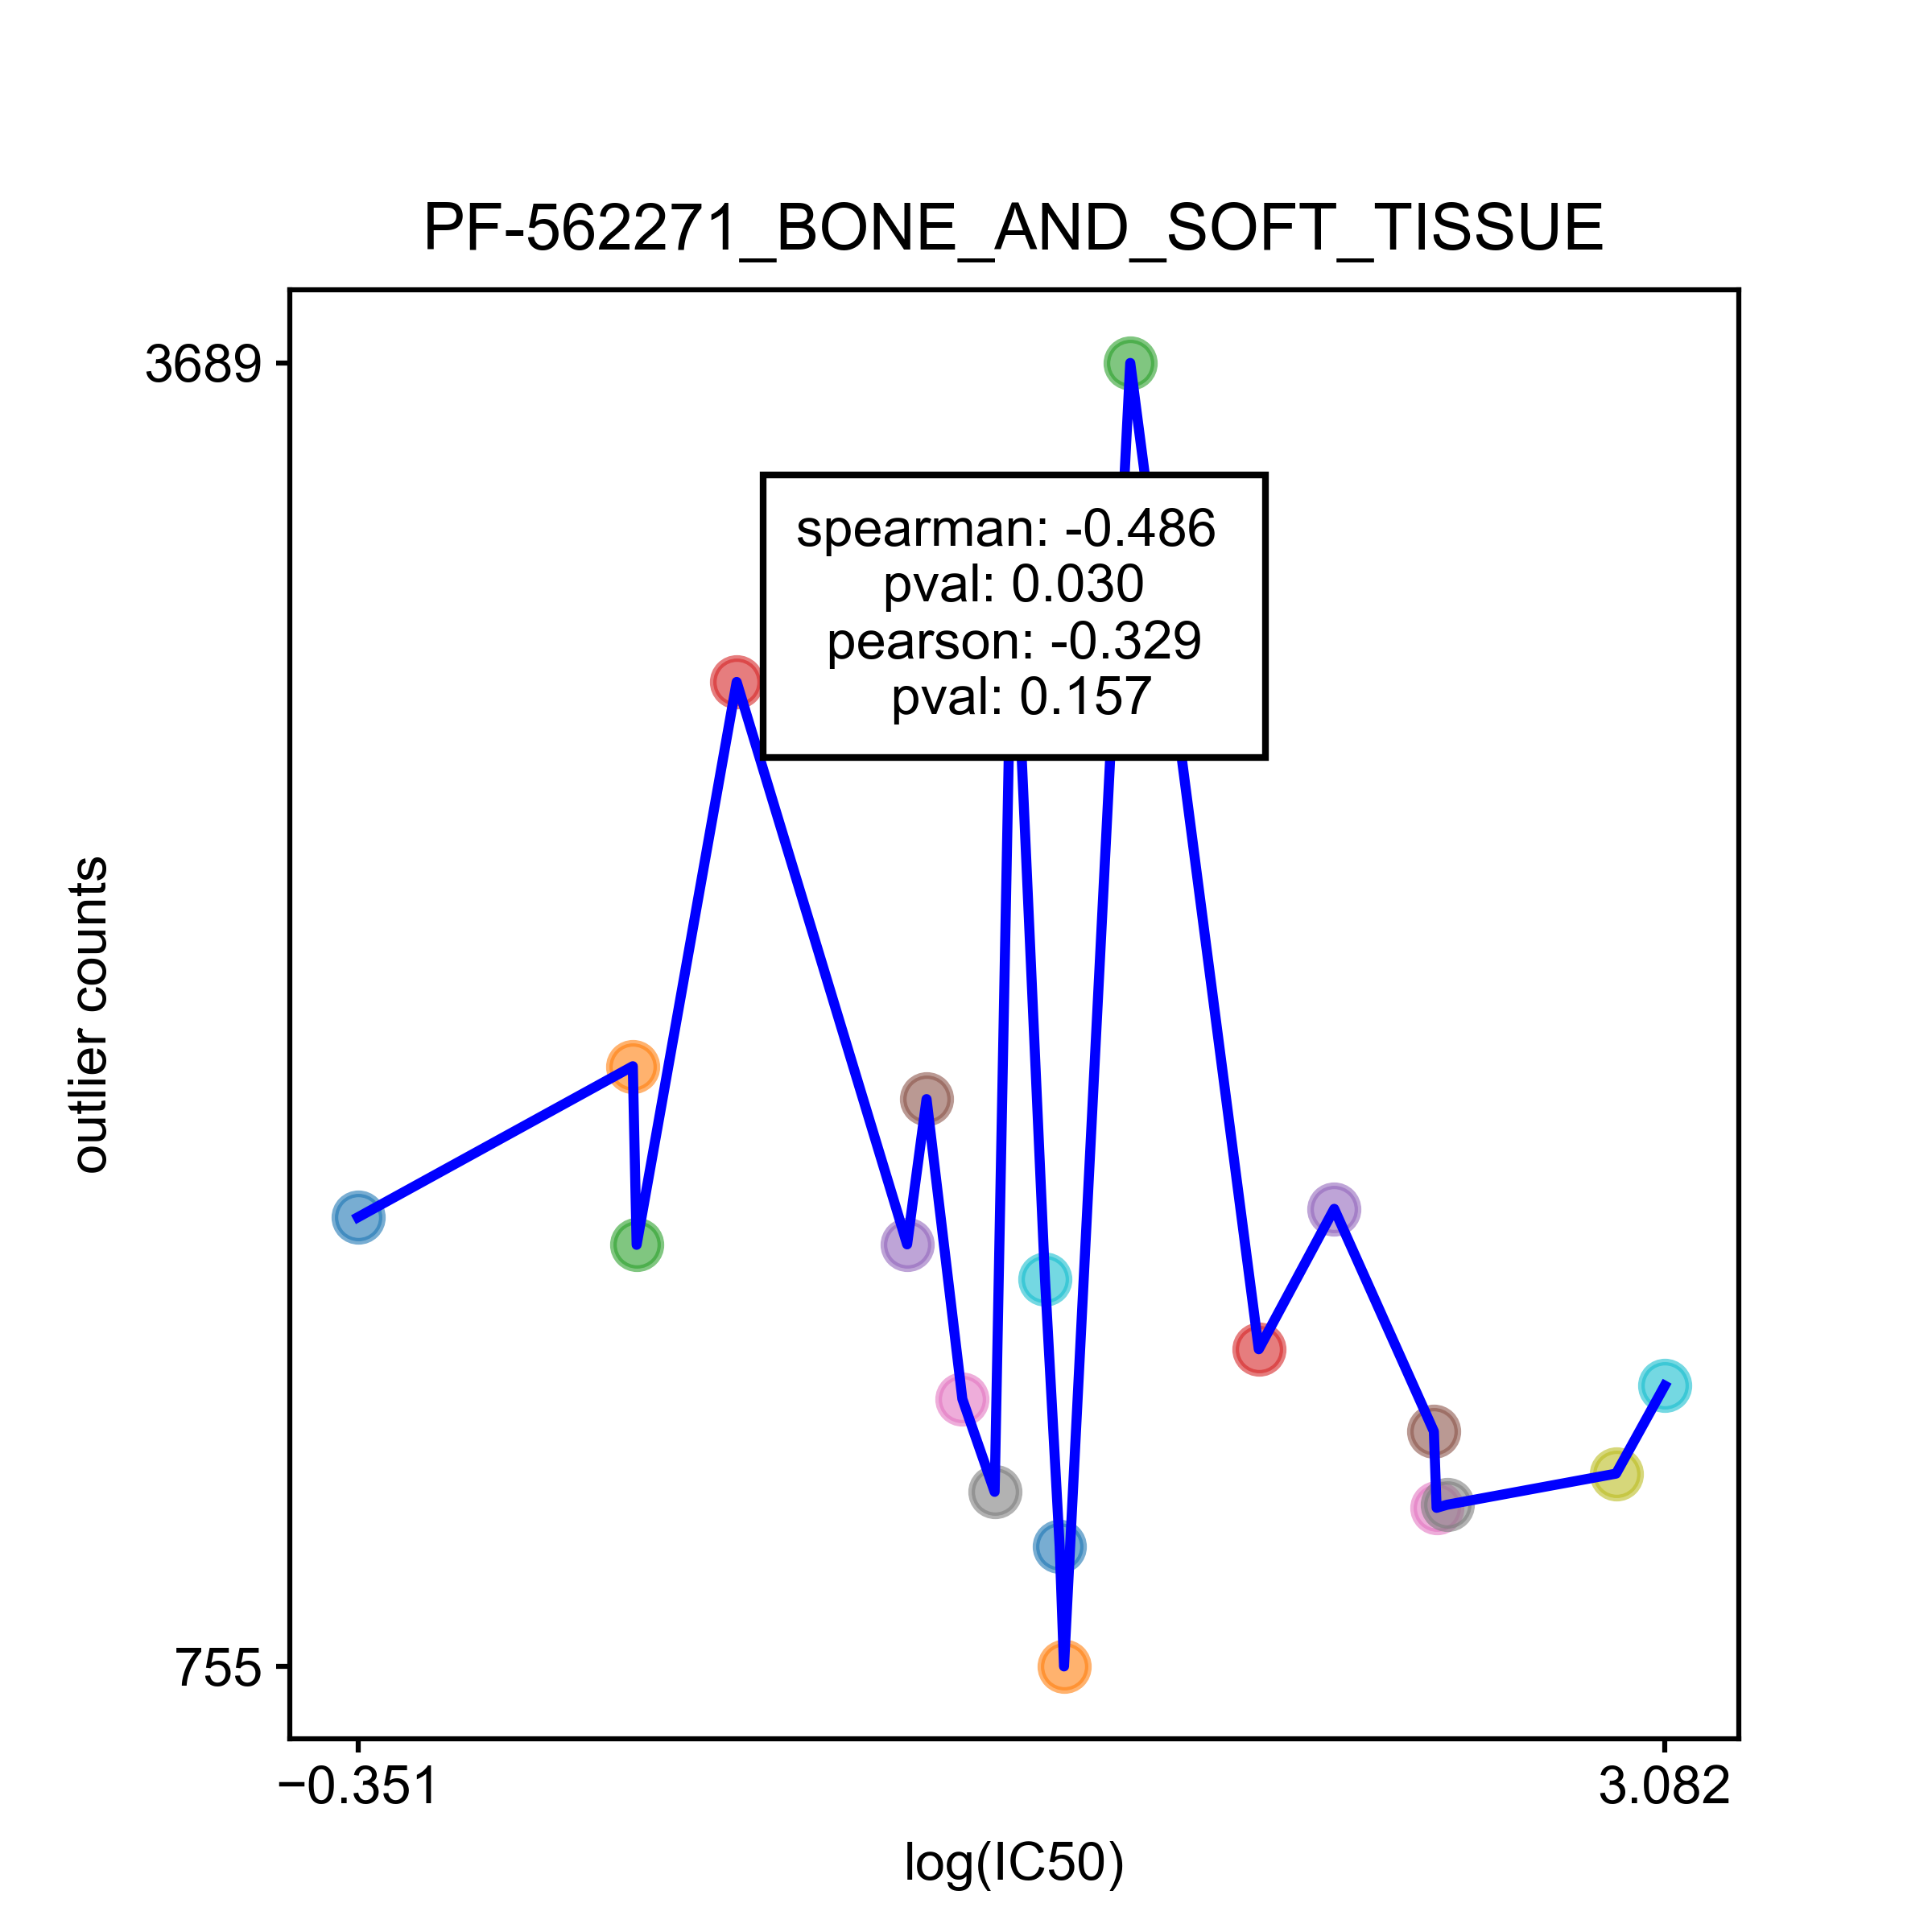 PF-562271_BONE_AND_SOFT_TISSUE
3689
spearman: -0.486
pval: 0.030
pearson: -0.329
pval: 0.157
outlier counts
755
−0.351
3.082
log(IC50)